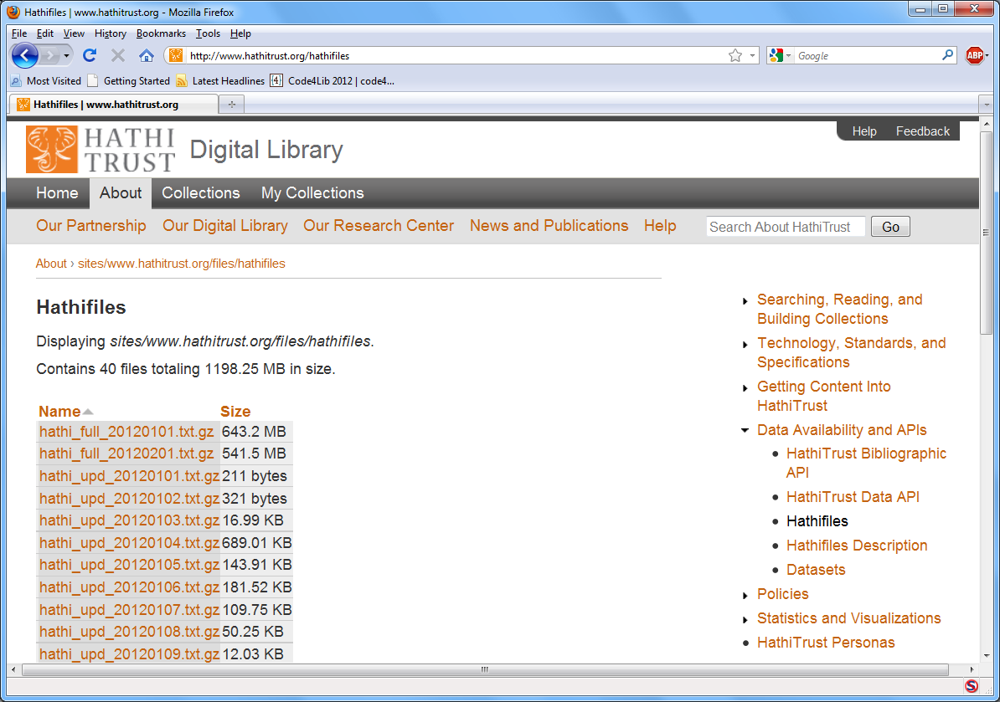 Hathifiles | www.hathitrust.org - Mozilla Firefox
File Edit View History Bookmarks Tools Help
http://www.hathitrust.org/hathifiles
Google
ABP
Most Visited Getting Started Latest Headlines {4} Code4Lib 2012 | code4...
Hathifiles | www.hathitrust.org
HATHI TRUST Digital Library
Help Feedback
Home About Collections My Collections
Our Partnership Our Digital Library Our Research Center News and Publications Help Search About HathiTrust Go
About › sites/www.hathitrust.org/files/hathifiles
Hathifiles
Displaying sites/www.hathitrust.org/files/hathifiles.
Contains 40 files totaling 1198.25 MB in size.
Name Size
hathi_full_20120101.txt.gz 643.2 MB
hathi_full_20120201.txt.gz 541.5 MB
hathi_upd_20120101.txt.gz 211 bytes
hathi_upd_20120102.txt.gz 321 bytes
hathi_upd_20120103.txt.gz 16.99 KB
hathi_upd_20120104.txt.gz 689.01 KB
hathi_upd_20120105.txt.gz 143.91 KB
hathi_upd_20120106.txt.gz 181.52 KB
hathi_upd_20120107.txt.gz 109.75 KB
hathi_upd_20120108.txt.gz 50.25 KB
hathi_upd_20120109.txt.gz 12.03 KB
Searching, Reading, and
Building Collections
Technology, Standards, and
Specifications
Getting Content Into
HathiTrust
Data Availability and APIs
HathiTrust Bibliographic
API
HathiTrust Data API
Hathifiles
Hathifiles Description
Datasets
Policies
Statistics and Visualizations
HathiTrust Personas